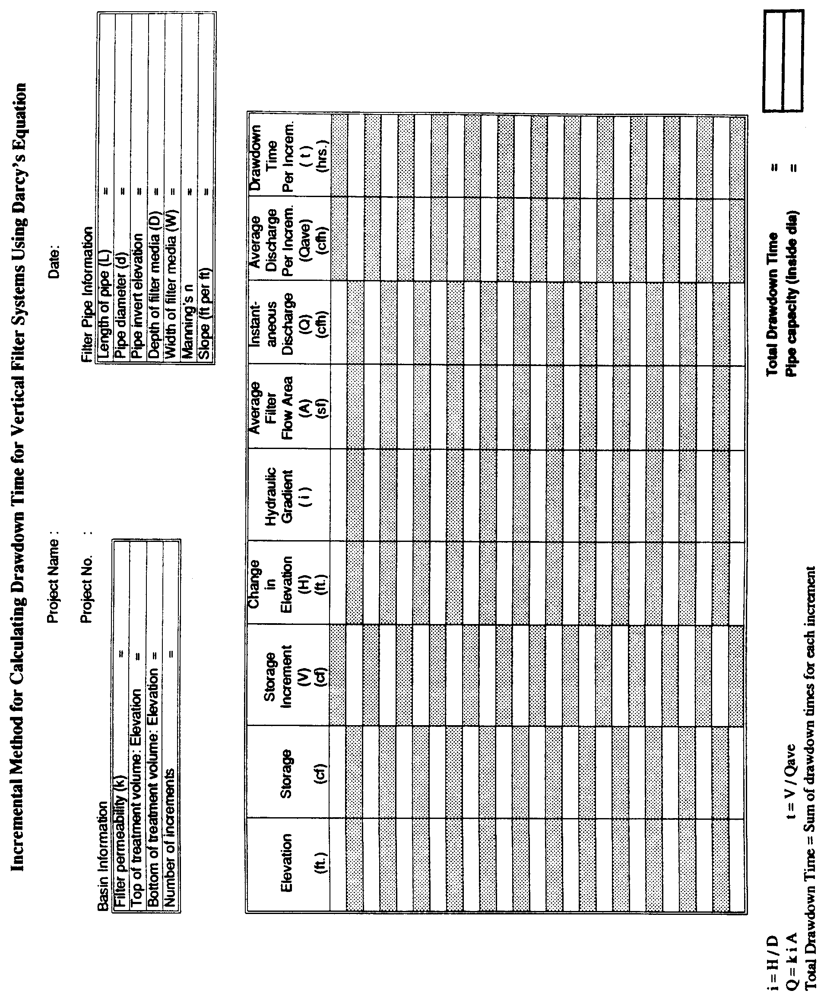 Incremental Method for Calculating Drawdown Time for Vertical Filter Systems Using Darcy's Equation
Project Name :
Date:
Project No. :
Basin Information
Filter permeability (k) =
Top of treatment volume: Elevation =
Bottom of treatment volume: Elevation =
Number of increments =
Filter Pipe Information
Length of pipe (L) =
Pipe diameter (d) =
Pipe invert elevation =
Depth of filter media (D) =
Width of filter media (W) =
Manning's n =
Slope (ft per ft) =
Elevation
(ft.)
Storage
(cf)
Storage
Increment
(V)
(cf)
Change
in
Elevation
(H)
(ft.)
Hydraulic
Gradient
( i )
Average
Filter
Flow Area
(A)
(sf)
Instant-
aneous
Discharge
(Q)
(cfh)
Average
Discharge
Per Increm.
(Qave)
(cfh)
Drawdown
Time
Per Increm.
( t )
(hrs.)
i = H / D
Total Drawdown Time =
Q = k i A
t = V / Qave
Pipe capacity (inside dia) =
Total Drawdown Time = Sum of drawdown times for each increment